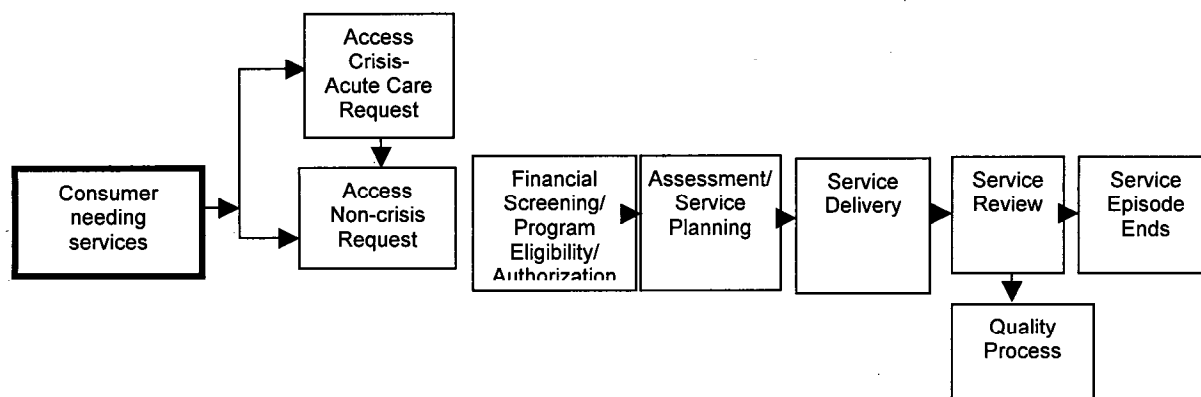 Access
Crisis-
Acute Care
Request
Consumer
needing
services
Access
Non-crisis
Request
Financial
Screening/
Program
Eligibility/
Authorization
Assessment/
Service
Planning
Service
Delivery
Service
Review
Service
Episode
Ends
Quality
Process